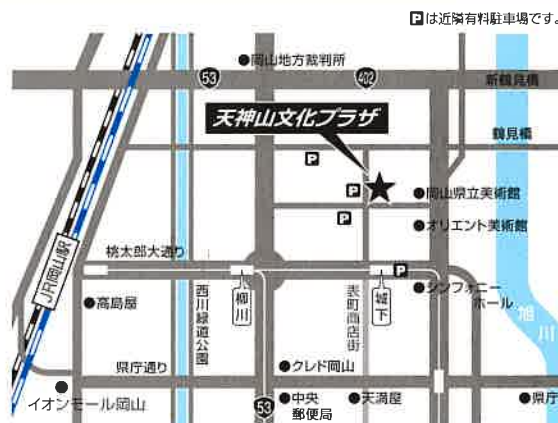 Pは近隣有料駐車場です。
岡山地方裁判所
53
402
新鶴見橋
天神山文化プラザ
鶴見橋
P
P
岡山県立美術館
P
オリエント美術館
桃太郎大通り
P
JR岡山駅
高島屋
西川緑道公園
柳川
表町商店街
城下
シンフォニー
ホール
旭川
県庁通り
クレド岡山
イオンモール岡山
53
中央
郵便局
天満屋
県庁